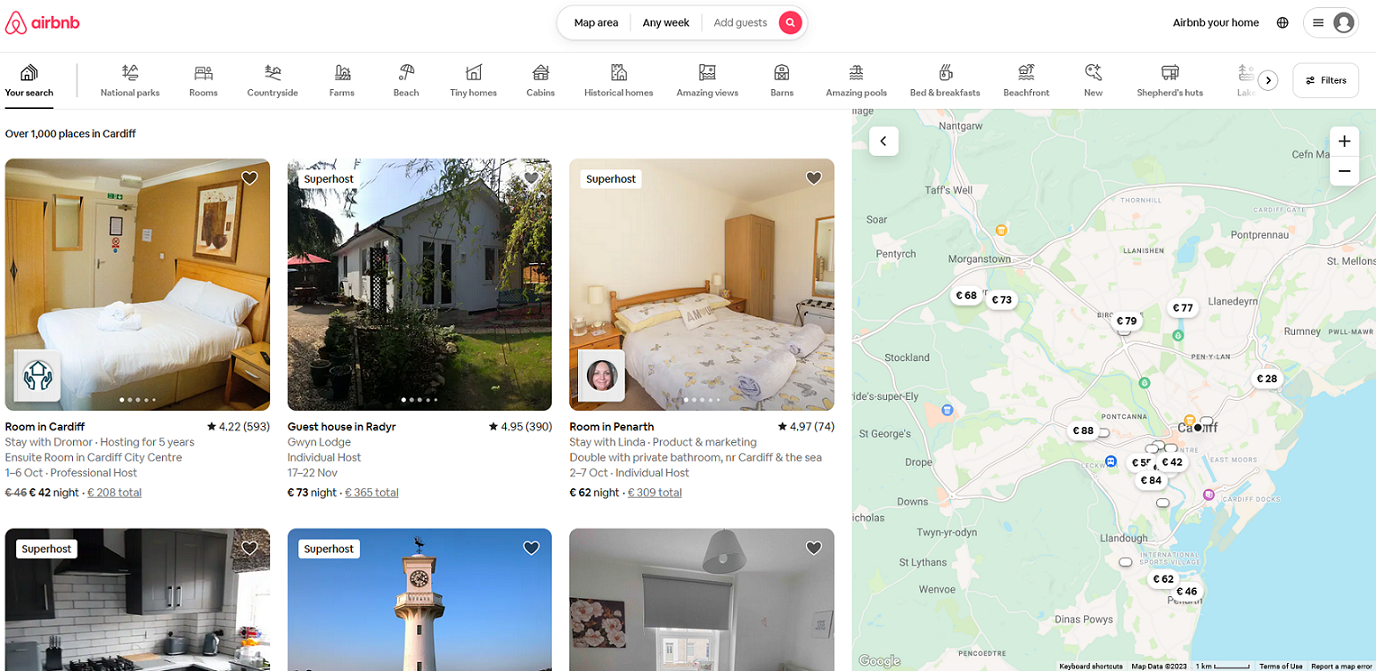 airbnb
Map area
Any week
Add guests
Airbnb your home
Your search
National parks
Rooms
Countryside
Farms
Beach
Tiny homes
Cabins
Historical homes
Amazing views
Barns
Amazing pools
Bed & breakfasts
Beachfront
New
Shepherd's huts
Lak
Filters
Over 1,000 places in Cardiff
Superhost
Superhost
Room in Cardiff
4.22 (593)
Stay with Dromor · Hosting for 5 years
Ensuite Room in Cardiff City Centre
1–6 Oct · Professional Host
€ 46 € 42 night · € 208 total
Guest house in Radyr
4.95 (390)
Gwyn Lodge
Individual Host
17–22 Nov
€ 73 night · € 365 total
Room in Penarth
4.97 (74)
Stay with Linda · Product & marketing
Double with private bathroom, nr Cardiff & the sea
2–7 Oct · Individual Host
€ 62 night · € 309 total
Superhost
Superhost
llage
Nantgarw
Cefn Ma
Taff's Well
THORNHILL
CARDIFF GATE
Soar
Pontprennau
Pentyrch
LLANISHEN
Morganstown
St. Mellons
€ 68
€ 73
€ 77
Llanedeyrn
€ 79
Rumney
PWLL-MAWR
Stockland
PEN-Y-LAN
€ 28
ride's-super-Ely
PONTCANNA
St George's
€ 88
Drope
€ 42
EAST MOORS
€ 84
Downs
CARDIFF DOCKS
icholas
Twyn-yr-odyn
Llandough
INTERNATIONAL
SPORTS VILLAGE
St Lythans
€ 62
Wenvoe
€ 46
Dinas Powys
PENCOEDTRE
Google
Keyboard shortcuts
Map Data ©2023
1 km
Terms of Use
Report a map error